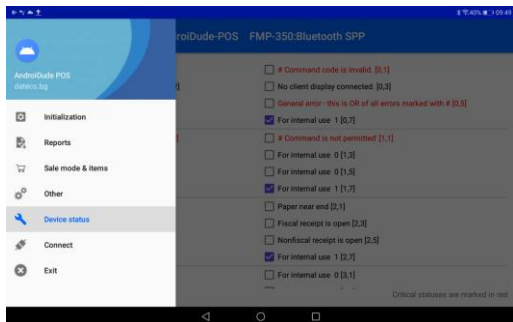 40% 09:49
AndroiDude POS
datecs.bg
Initialization
Reports
Sale mode & items
Other
Device status
Connect
Exit
roiDude-POS FMP-350:Bluetooth SPP
# Command code is invalid. [0,1]
No client display connected. [0,3]
General error - this is OR of all errors marked with # [0,5]
For internal use 1 [0,7]
# Command is not permitted [1,1]
For internal use 0 [1,3]
For internal use 0 [1,5]
For internal use 1 [1,7]
Paper near end [2,1]
Fiscal receipt is open [2,3]
Nonfiscal receipt is open [2,5]
For internal use 1 [2,7]
For internal use 0 [3,1]
Critical statuses are marked in red